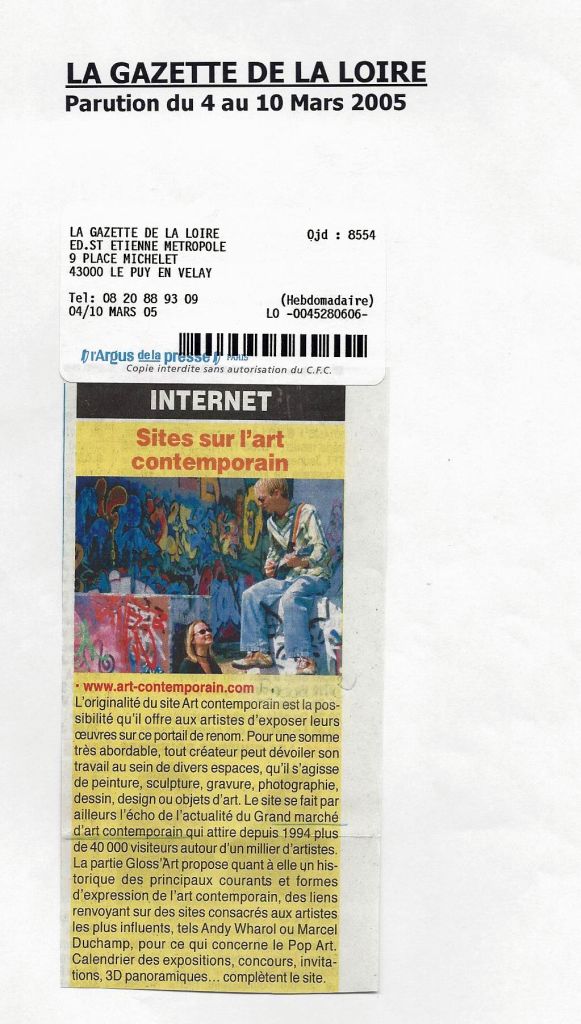 LA GAZETTE DE LA LOIRE
Parution du 4 au 10 Mars 2005
LA GAZETTE DE LA LOIRE
Ojd : 8554
ED.ST ETIENNE METROPOLE
9 PLACE MICHELET
43000 LE PUY EN VELAY
Tel: 08 20 88 93 09
(Hebdomadaire)
04/10 MARS 05
LO -0045280606-
l'Argus de la presse PARIS
Copie interdite sans autorisation du C.F.C.
INTERNET
Sites sur l'art
contemporain
· www.art-contemporain.com
L'originalité du site Art contemporain est la pos-
sibilité qu'il offre aux artistes d'exposer leurs
œuvres sur ce portail de renom. Pour une somme
très abordable, tout créateur peut dévoiler son
travail au sein de divers espaces, qu'il s'agisse
de peinture, sculpture, gravure, photographie,
dessin, design ou objets d'art. Le site se fait par
ailleurs l'écho de l'actualité du Grand marché
d'art contemporain qui attire depuis 1994 plus
de 40 000 visiteurs autour d'un millier d'artistes.
La partie Gloss'Art propose quant à elle un his-
torique des principaux courants et formes
d'expression de l'art contemporain, des liens
renvoyant sur des sites consacrés aux artistes
les plus influents, tels Andy Wharol ou Marcel
Duchamp, pour ce qui concerne le Pop Art.
Calendrier des expositions, concours, invita-
tions, 3D panoramiques… complètent le site.